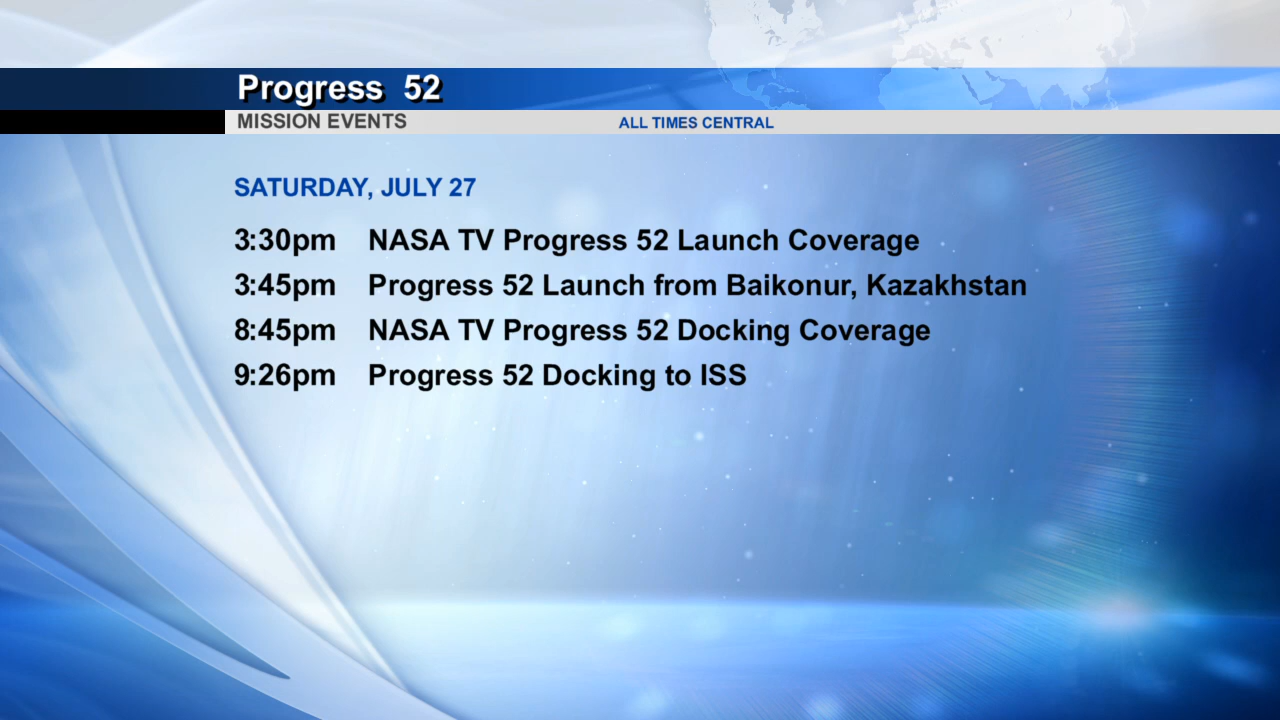 Progress 52
MISSION EVENTS ALL TIMES CENTRAL
SATURDAY, JULY 27
3:30pm NASA TV Progress 52 Launch Coverage
3:45pm Progress 52 Launch from Baikonur, Kazakhstan
8:45pm NASA TV Progress 52 Docking Coverage
9:26pm Progress 52 Docking to ISS